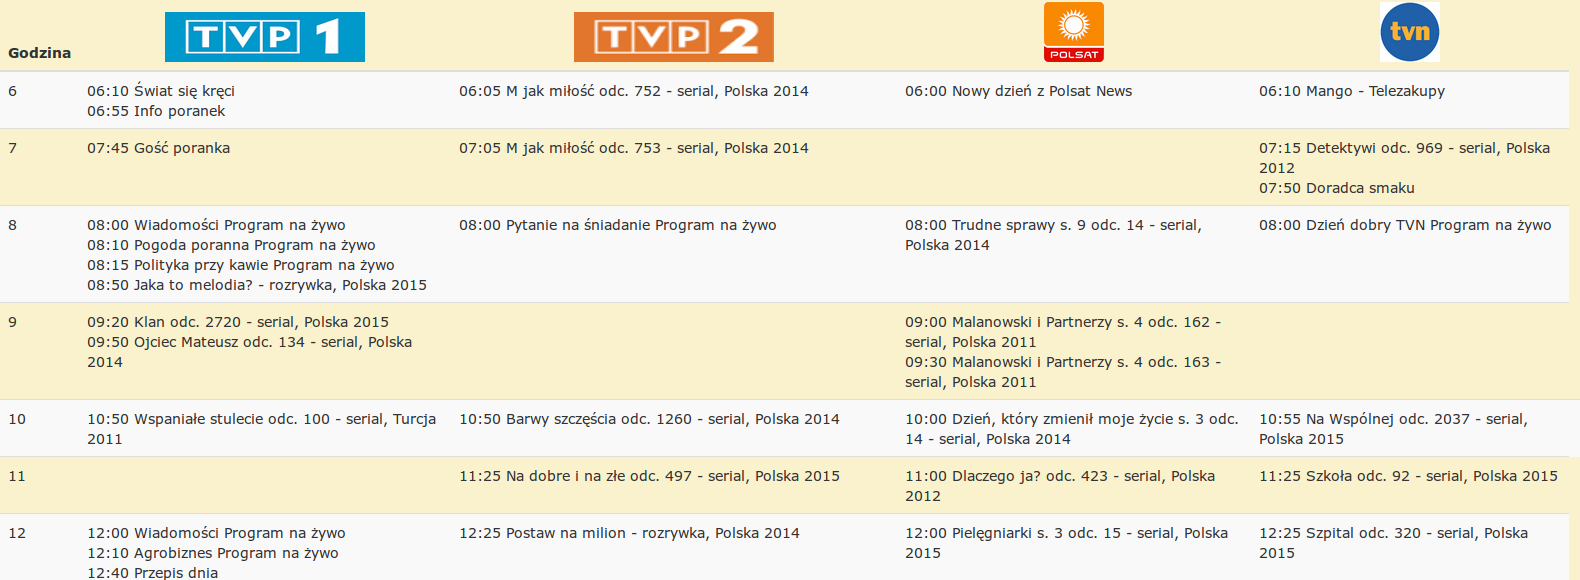 Godzina
TVP 1
TVP 2
POLSAT
tvn
6
06:10 Świat się kręci
06:55 Info poranek
06:05 M jak miłość odc. 752 - serial, Polska 2014
06:00 Nowy dzień z Polsat News
06:10 Mango - Telezakupy
7
07:45 Gość poranka
07:05 M jak miłość odc. 753 - serial, Polska 2014
07:15 Detektywi odc. 969 - serial, Polska
2012
07:50 Doradca smaku
8
08:00 Wiadomości Program na żywo
08:10 Pogoda poranna Program na żywo
08:15 Polityka przy kawie Program na żywo
08:50 Jaka to melodia? - rozrywka, Polska 2015
08:00 Pytanie na śniadanie Program na żywo
08:00 Trudne sprawy s. 9 odc. 14 - serial,
Polska 2014
08:00 Dzień dobry TVN Program na żywo
9
09:20 Klan odc. 2720 - serial, Polska 2015
09:50 Ojciec Mateusz odc. 134 - serial, Polska
2014
09:00 Malanowski i Partnerzy s. 4 odc. 162 -
serial, Polska 2011
09:30 Malanowski i Partnerzy s. 4 odc. 163 -
serial, Polska 2011
10
10:50 Wspaniałe stulecie odc. 100 - serial, Turcja
2011
10:50 Barwy szczęścia odc. 1260 - serial, Polska 2014
10:00 Dzień, który zmienił moje życie s. 3 odc.
14 - serial, Polska 2014
10:55 Na Wspólnej odc. 2037 - serial,
Polska 2015
11
11:25 Na dobre i na złe odc. 497 - serial, Polska 2015
11:00 Dlaczego ja? odc. 423 - serial, Polska
2012
11:25 Szkoła odc. 92 - serial, Polska 2015
12
12:00 Wiadomości Program na żywo
12:10 Agrobiznes Program na żywo
12:40 Przepis dnia
12:25 Postaw na milion - rozrywka, Polska 2014
12:00 Pielęgniarki s. 3 odc. 15 - serial, Polska
2015
12:25 Szpital odc. 320 - serial, Polska
2015